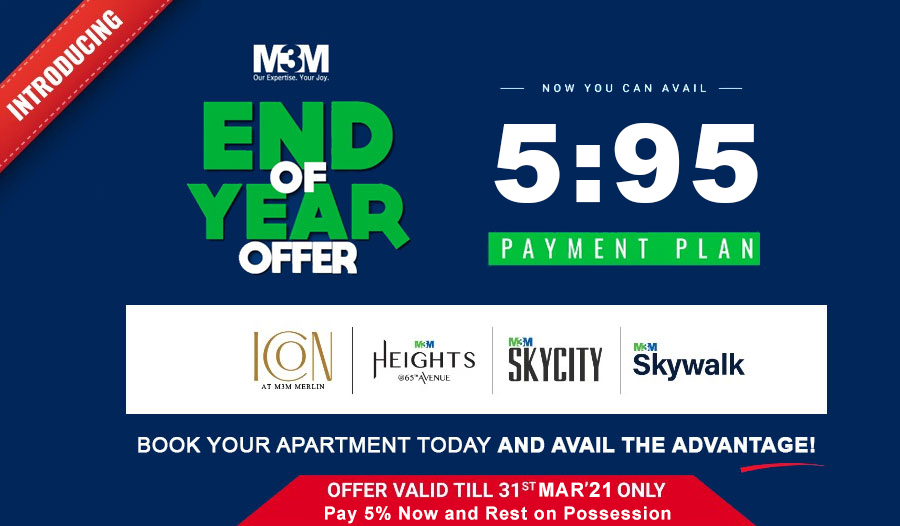 INTRODUCING
M3M
Our Expertise. Your Joy.
END
OF
YEAR
OFFER
NOW YOU CAN AVAIL
5:95
PAYMENT PLAN
ICON
AT M3M MERLIN
M3M
HEIGHTS
@65TH AVENUE
M3M
SKYCITY
M3M
Skywalk
BOOK YOUR APARTMENT TODAY AND AVAIL THE ADVANTAGE!
OFFER VALID TILL 31ST MAR'21 ONLY
Pay 5% Now and Rest on Possession